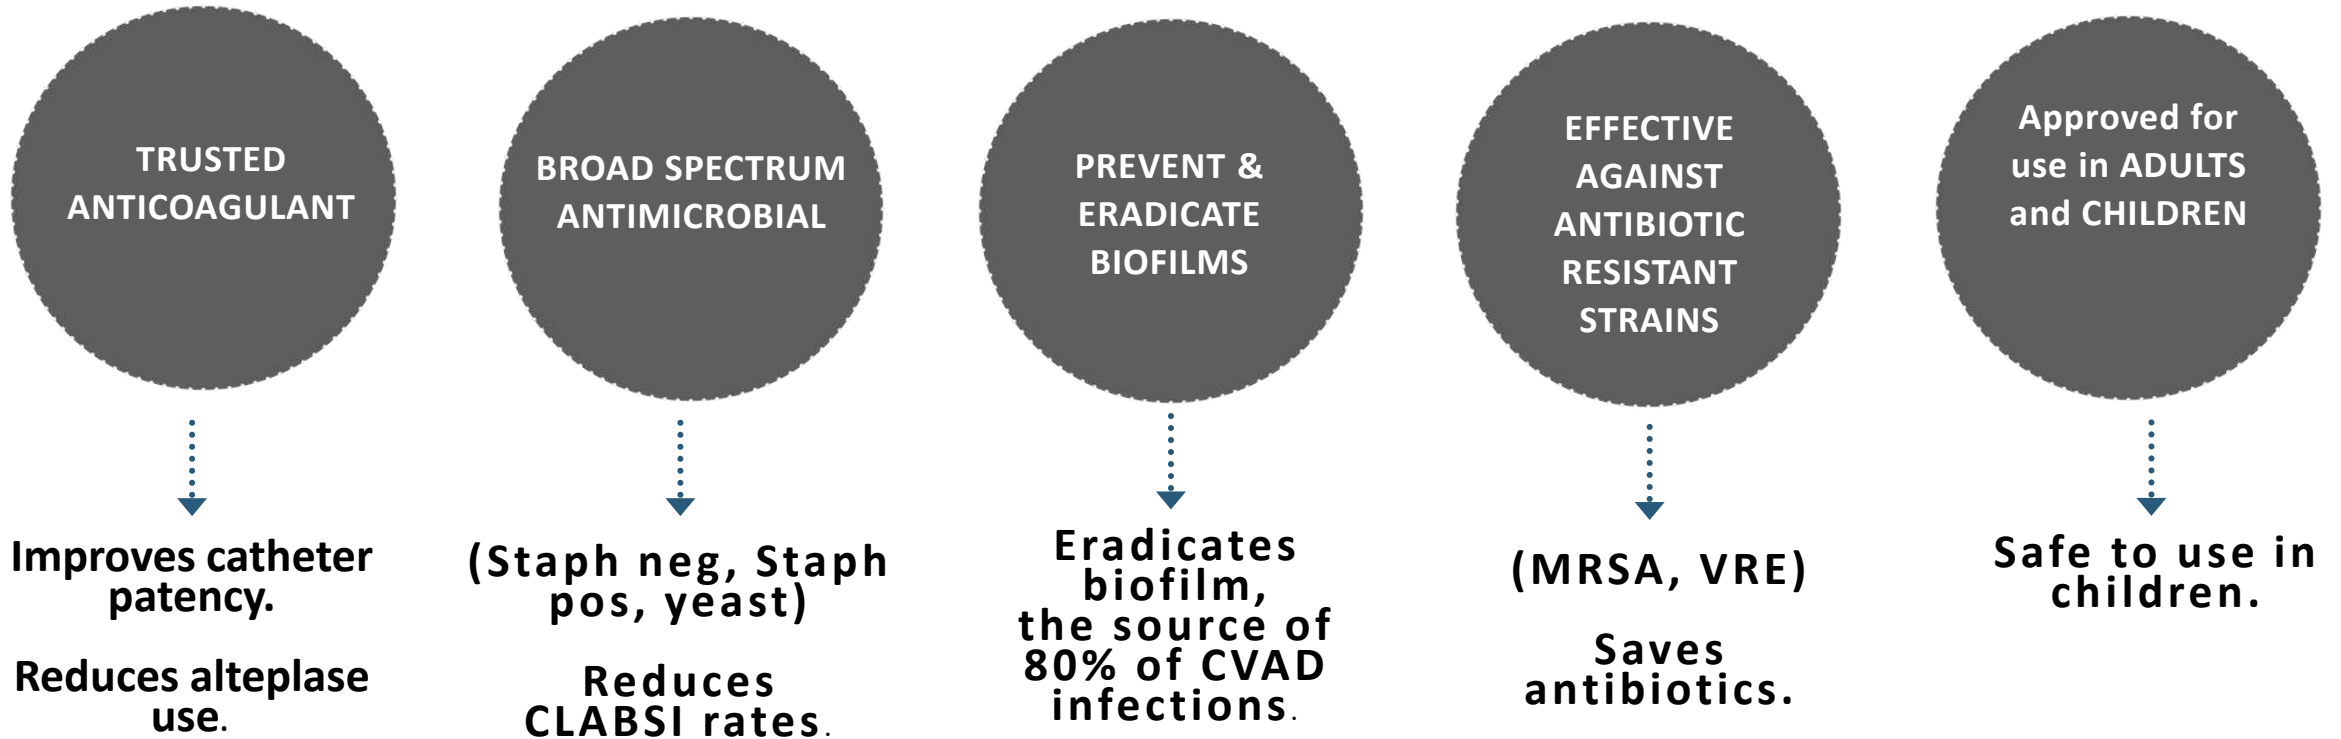 TRUSTED
ANTICOAGULANT
BROAD SPECTRUM
ANTIMICROBIAL
PREVENT &
ERADICATE
BIOFILMS
EFFECTIVE
AGAINST
ANTIBIOTIC
RESISTANT
STRAINS
Approved for
use in ADULTS
and CHILDREN
Improves catheter
patency.
Reduces alteplase
use.
(Staph neg, Staph
pos, yeast)
Reduces
CLABSI rates.
Eradicates
biofilm,
the source of
80% of CVAD
infections.
(MRSA, VRE)
Saves
antibiotics.
Safe to use in
children.